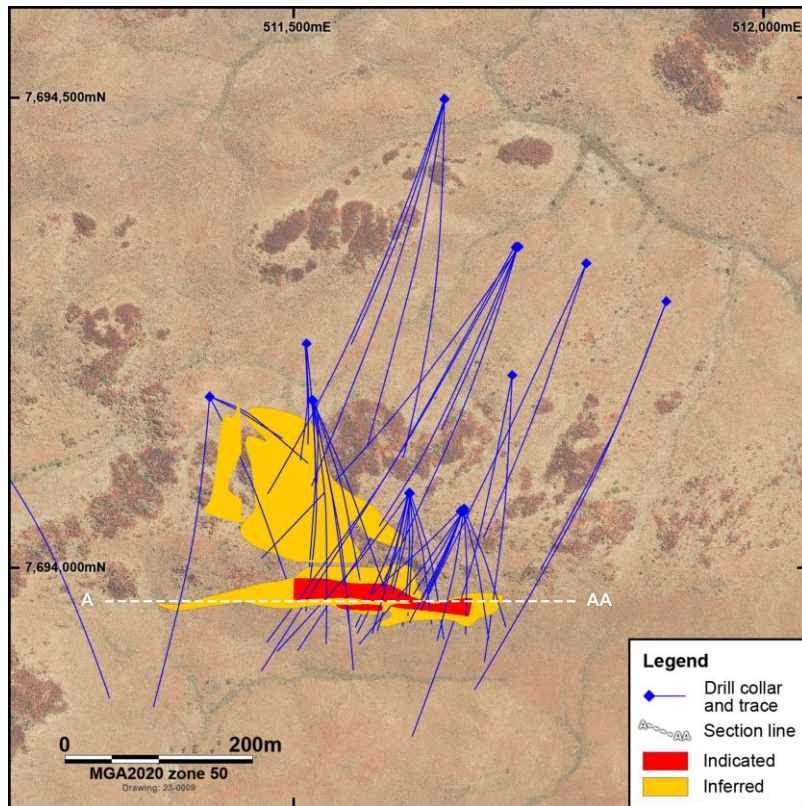 511,500mE
512,000mE
7,694,500mN
7,694,000mN
A
AA
0
200m
MGA2020 zone 50
Drawing: 23-0009
Legend
Drill collar
and trace
A
AA
Section line
Indicated
Inferred